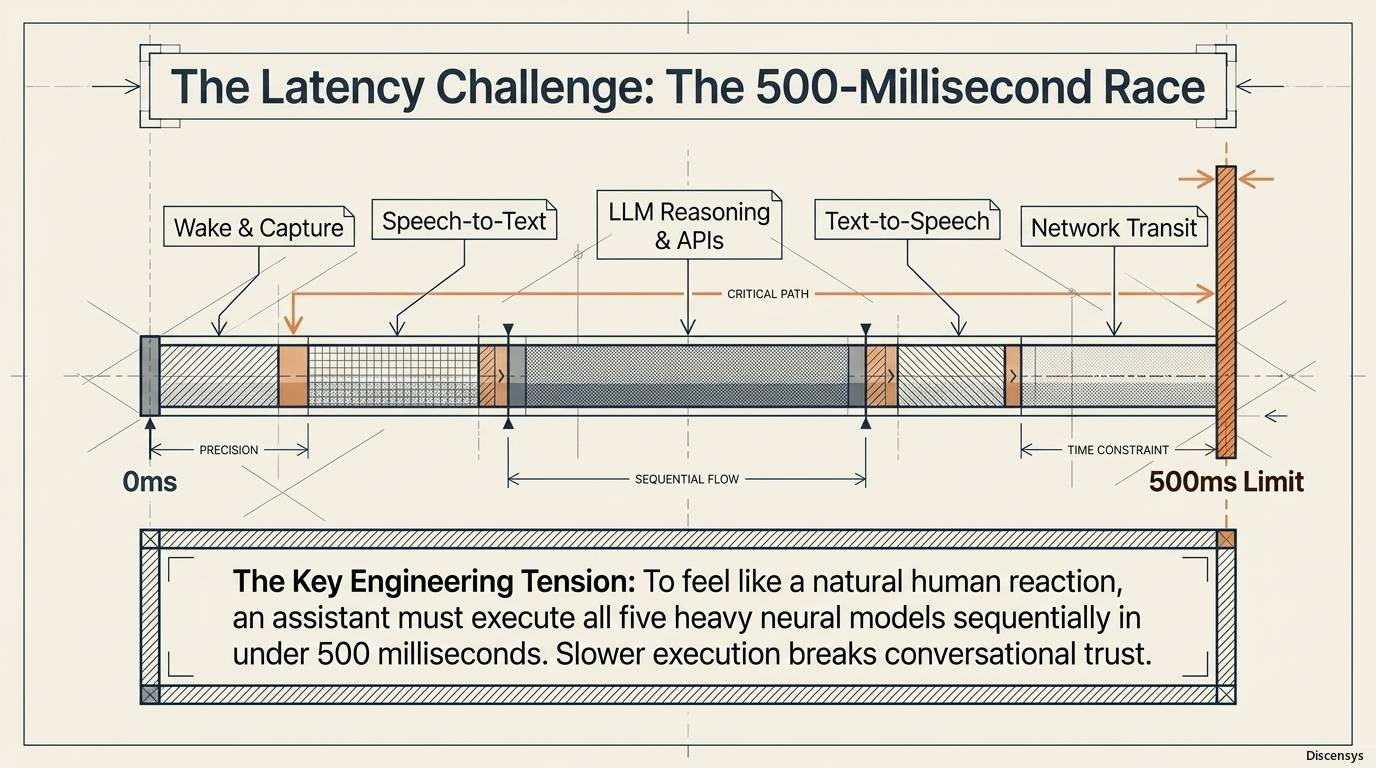 The Latency Challenge: The 500-Millisecond Race
Wake & Capture
Speech-to-Text
LLM Reasoning
& APIs
Text-to-Speech
Network Transit
CRITICAL PATH
PRECISION
SEQUENTIAL FLOW
TIME CONSTRAINT
0ms
500ms Limit
The Key Engineering Tension: To feel like a natural human reaction,
an assistant must execute all five heavy neural models sequentially in
under 500 milliseconds. Slower execution breaks conversational trust.
Discensys